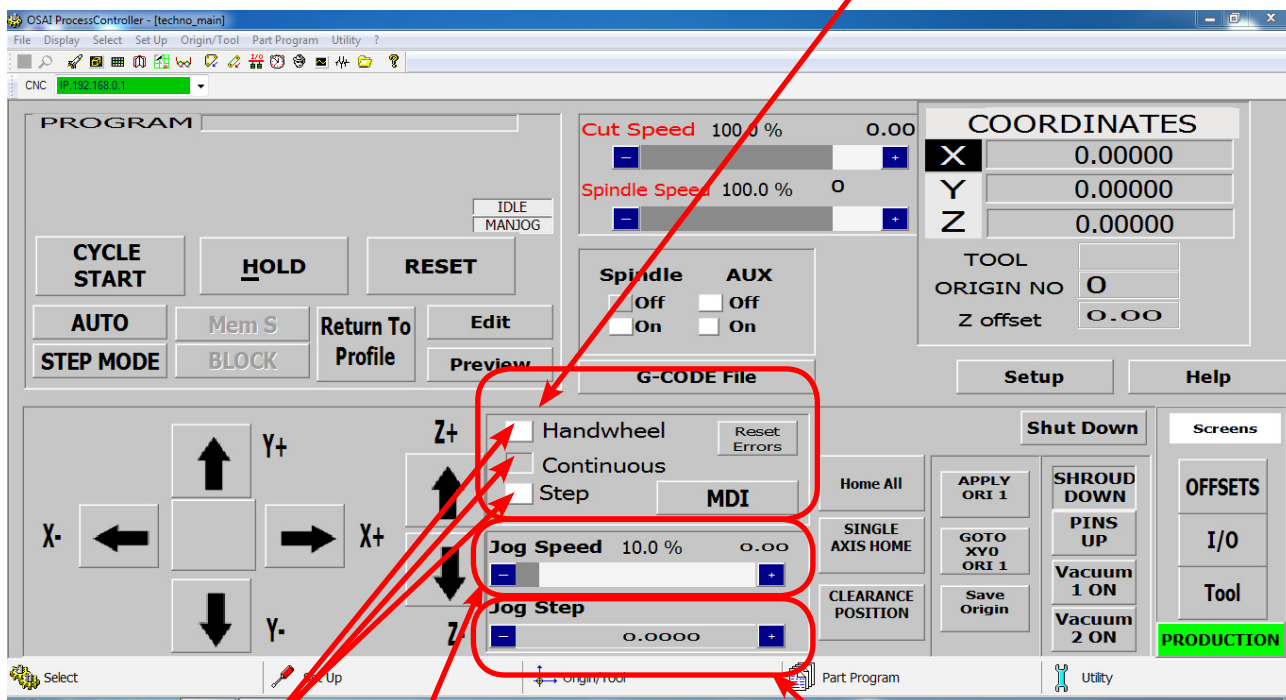 OSAI ProcessController - [techno_main]
File Display Select Set Up Origin/Tool Part Program Utility ?
I/O
CNC IP.192.168.0.1
PROGRAM
IDLE
MANJOG
CYCLE START
HOLD
RESET
AUTO
Mem S
Return To Profile
Edit
STEP MODE
BLOCK
Preview
Cut Speed 100.0 % 0.00
- +
Spindle Speed 100.0 % 0
- +
Spindle AUX
Off Off
On On
G-CODE File
COORDINATES
X 0.00000
Y 0.00000
Z 0.00000
TOOL
ORIGIN NO 0
Z offset 0.00
Setup
Help
Y+
X-
X+
Y-
Z+
Z-
Handwheel
Reset Errors
Continuous
Step
MDI
Jog Speed 10.0 % 0.00
- +
Jog Step
- 0.0000 +
Home All
SINGLE AXIS HOME
CLEARANCE POSITION
APPLY ORI 1
GOTO XY0 ORI 1
Save Origin
Shut Down
SHROUD DOWN
PINS UP
Vacuum 1 ON
Vacuum 2 ON
Screens
OFFSETS
I/O
Tool
PRODUCTION
Select
Set Up
Origin/Tool
Part Program
Utility